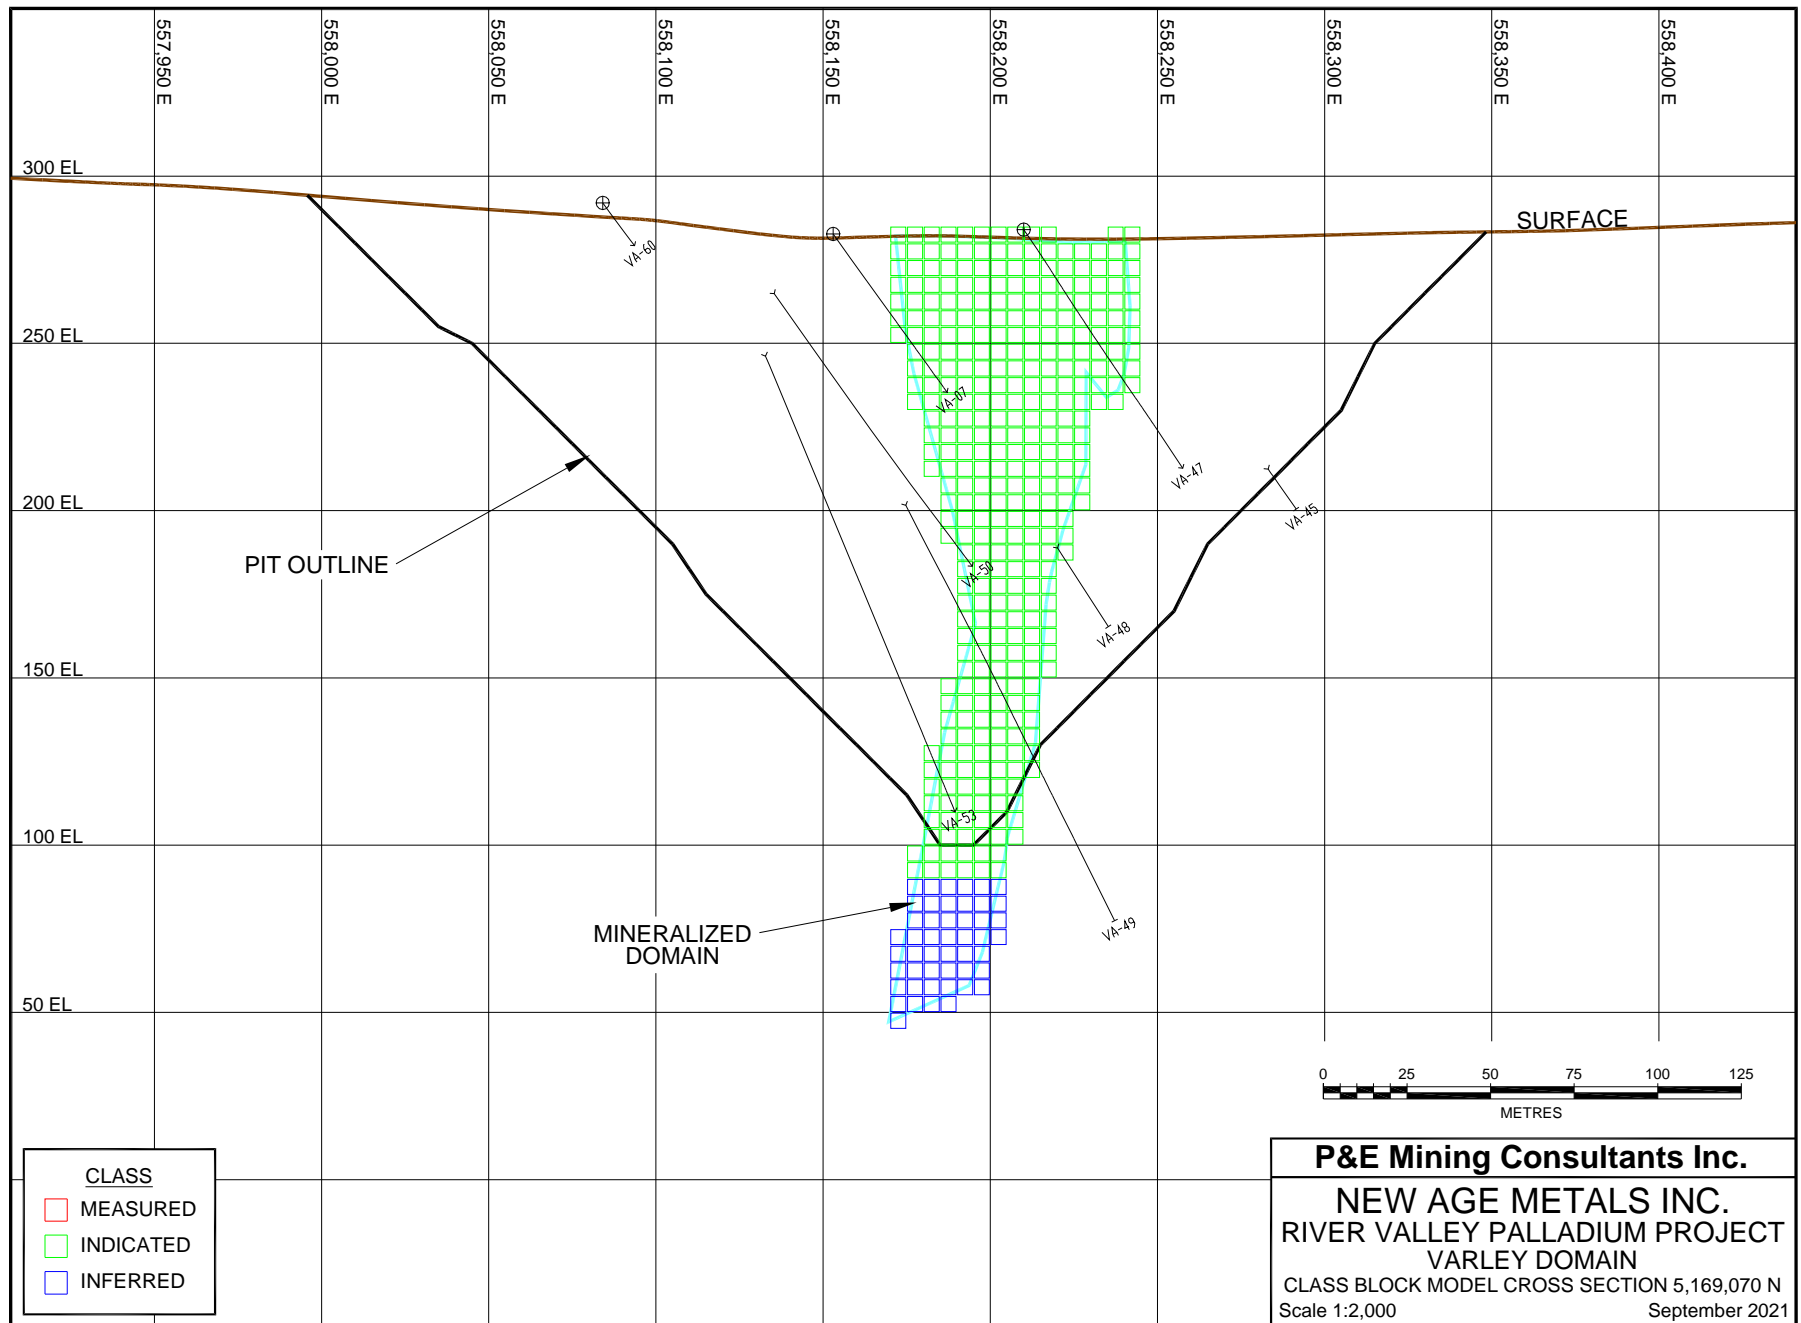 557,950 E
558,000 E
558,050 E
558,100 E
558,150 E
558,200 E
558,250 E
558,300 E
558,350 E
558,400 E
300 EL
SURFACE
VA-60
250 EL
VA-07
VA-47
200 EL
VA-45
PIT OUTLINE
VA-50
VA-48
150 EL
VA-53
100 EL
VA-49
MINERALIZED
DOMAIN
50 EL
0 25 50 75 100 125
METRES
CLASS
MEASURED
INDICATED
INFERRED
P&E Mining Consultants Inc.
NEW AGE METALS INC.
RIVER VALLEY PALLADIUM PROJECT
VARLEY DOMAIN
CLASS BLOCK MODEL CROSS SECTION 5,169,070 N
Scale 1:2,000 September 2021